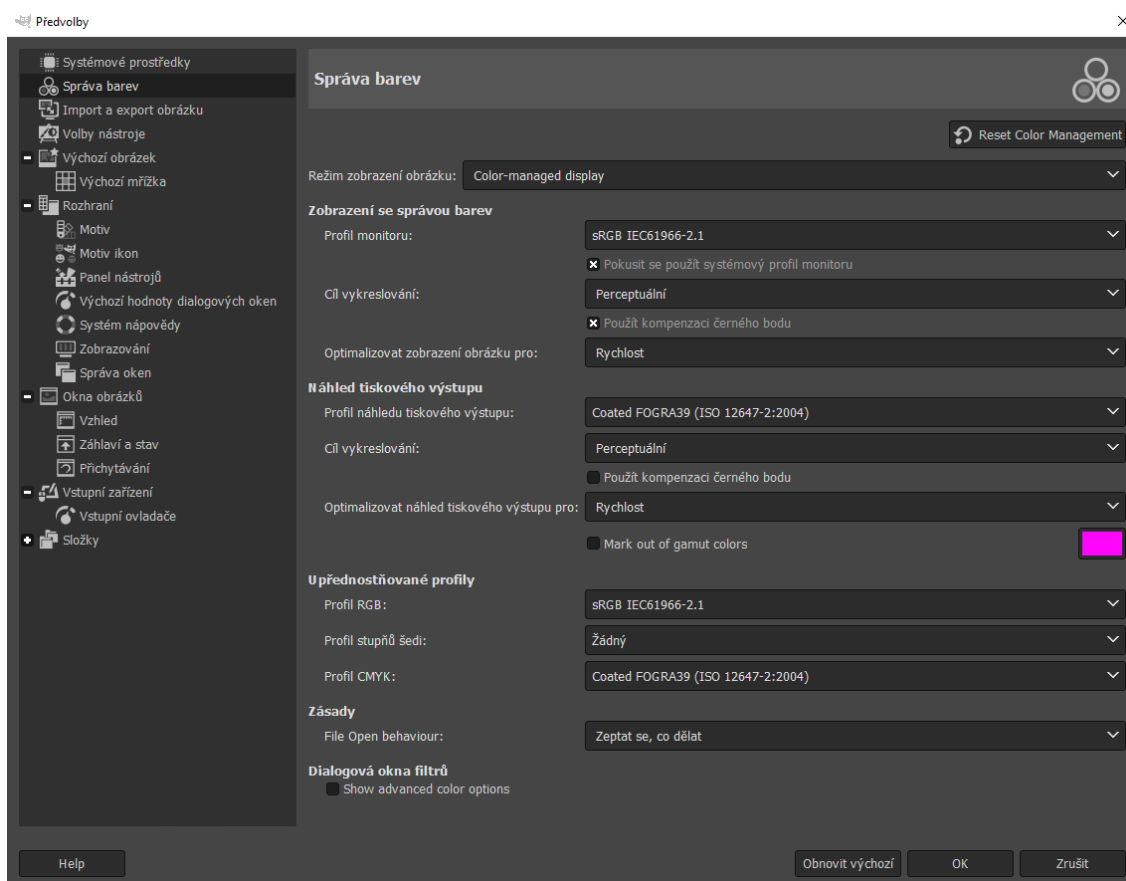 Předvolby
Systémové prostředky
Správa barev
Import a export obrázku
Volby nástroje
Výchozí obrázek
Výchozí mřížka
Rozhraní
Motiv
Motiv ikon
Panel nástrojů
Výchozí hodnoty dialogových oken
Systém nápovědy
Zobrazování
Správa oken
Okna obrázků
Vzhled
Záhlaví a stav
Přichytávání
Vstupní zařízení
Vstupní ovladače
Složky
Správa barev
Reset Color Management
Režim zobrazení obrázku: Color-managed display
Zobrazení se správou barev
Profil monitoru: sRGB IEC61966-2.1
Pokusit se použít systémový profil monitoru
Cíl vykreslování: Perceptuální
Použít kompenzaci černého bodu
Optimalizovat zobrazení obrázku pro: Rychlost
Náhled tiskového výstupu
Profil náhledu tiskového výstupu: Coated FOGRA39 (ISO 12647-2:2004)
Cíl vykreslování: Perceptuální
Použít kompenzaci černého bodu
Optimalizovat náhled tiskového výstupu pro: Rychlost
Mark out of gamut colors
Upřednostňované profily
Profil RGB: sRGB IEC61966-2.1
Profil stupňů šedi: Žádný
Profil CMYK: Coated FOGRA39 (ISO 12647-2:2004)
Zásady
File Open behaviour: Zeptat se, co dělat
Dialogová okna filtrů
Show advanced color options
Help
Obnovit výchozí
OK
Zrušit